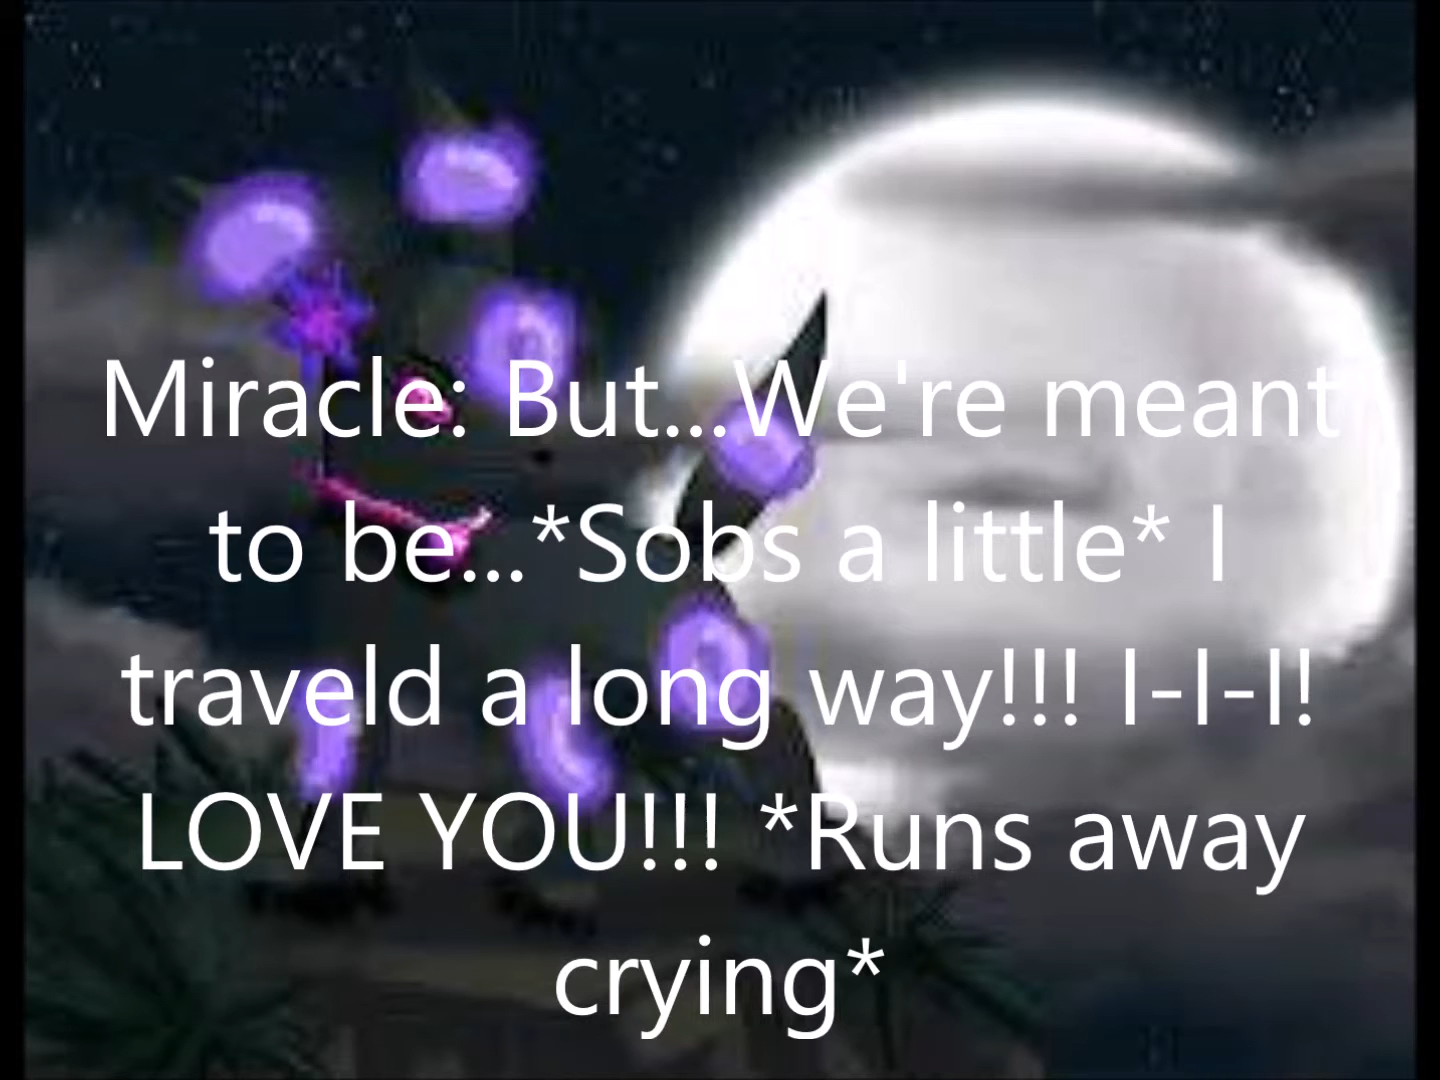 Miracle: But...We're meant
to be...*Sobs a little* I
traveld a long way!!! I-I-I!
LOVE YOU!!! *Runs away
crying*